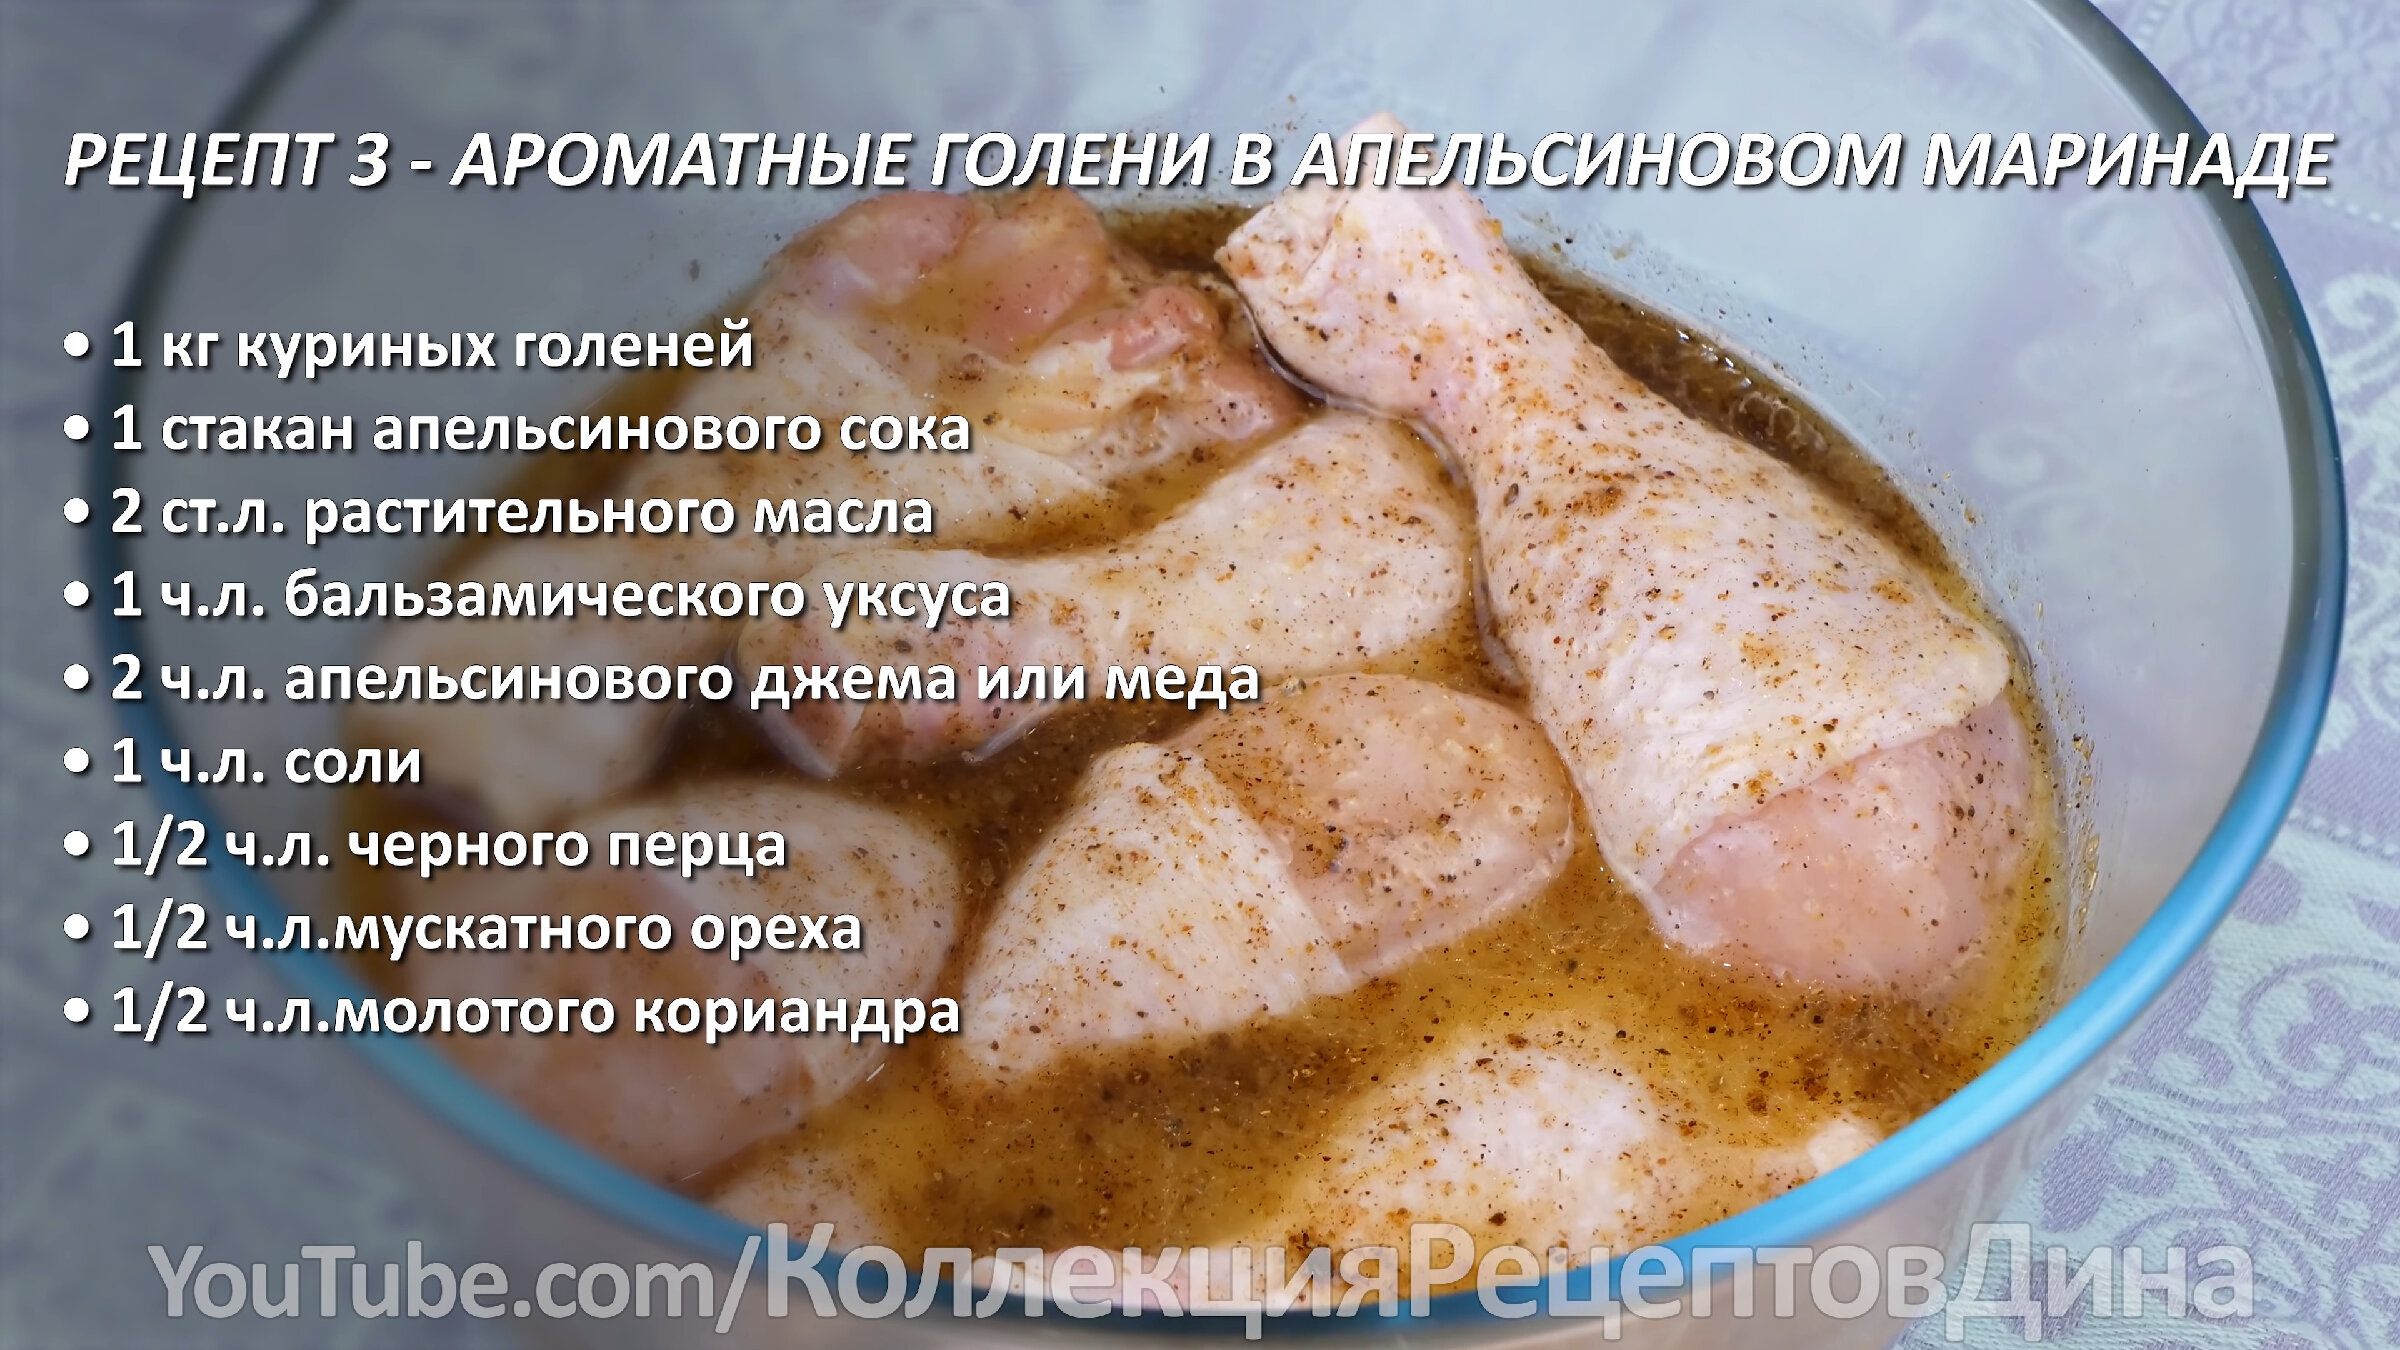 РЕЦЕПТ 3 - АРОМАТНЫЕ ГОЛЕНИ В АПЕЛЬСИНОВОМ МАРИНАДЕ
• 1 кг куриных голеней
• 1 стакан апельсинового сока
• 2 ст.л. растительного масла
• 1 ч.л. бальзамического уксуса
• 2 ч.л. апельсинового джема или меда
• 1 ч.л. соли
• 1/2 ч.л. черного перца
• 1/2 ч.л.мускатного ореха
• 1/2 ч.л.молотого кориандра
YouTube.com/КоллекцияРецептовДина